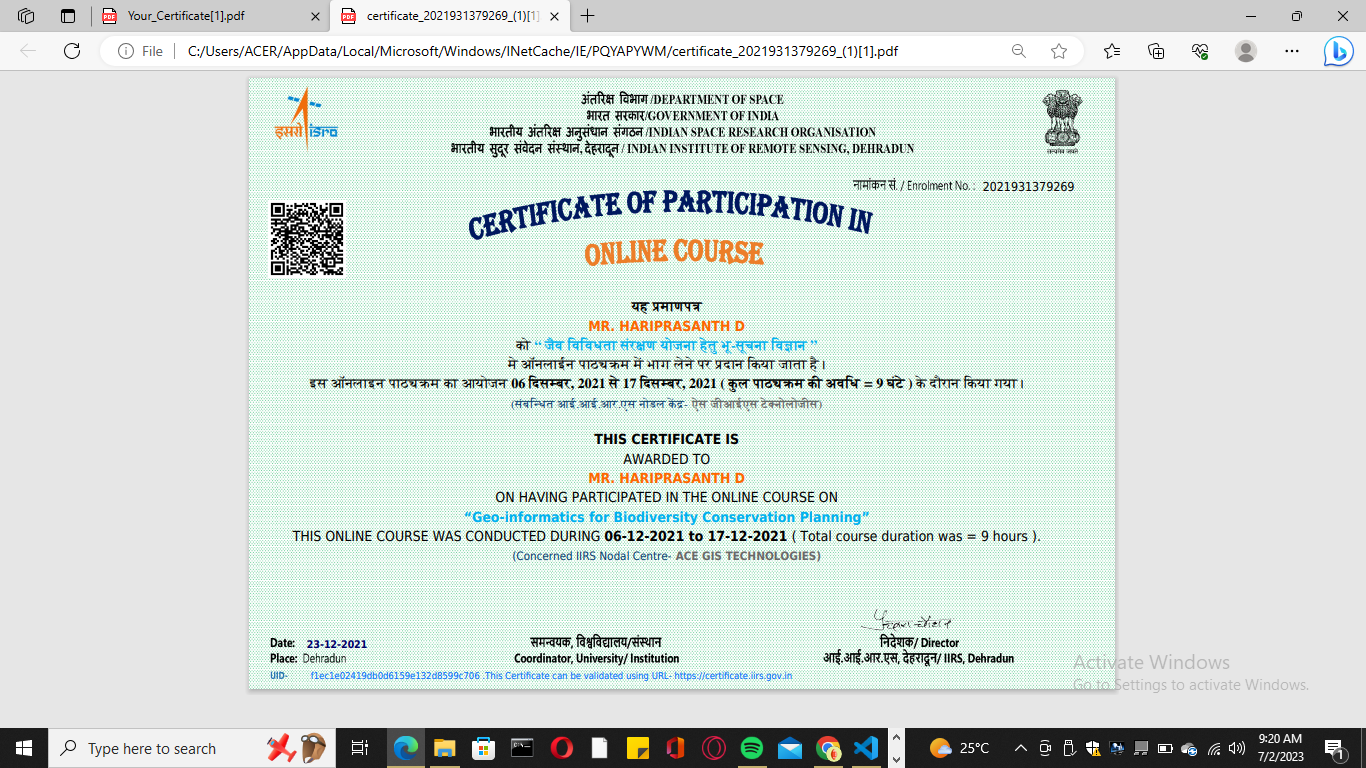 Your_Certificate[1].pdf
certificate_2021931379269_(1)[1]
File
C:/Users/ACER/AppData/Local/Microsoft/Windows/INetCache/IE/PQYAPYWM/certificate_2021931379269_(1)[1].pdf
इसरो isro
अंतरिक्ष विभाग /DEPARTMENT OF SPACE
भारत सरकार/GOVERNMENT OF INDIA
भारतीय अंतरिक्ष अनुसंधान संगठन /INDIAN SPACE RESEARCH ORGANISATION
भारतीय सुदूर संवेदन संस्थान, देहरादून / INDIAN INSTITUTE OF REMOTE SENSING, DEHRADUN
सत्यमेव जयते
नामांकन सं. / Enrolment No. : 2021931379269
CERTIFICATE OF PARTICIPATION IN
ONLINE COURSE
यह प्रमाणपत्र
MR. HARIPRASANTH D
को “ जैव विविधता संरक्षण योजना हेतु भू-सूचना विज्ञान ”
मे ऑनलाईन पाठ्यक्रम में भाग लेने पर प्रदान किया जाता है।
इस ऑनलाइन पाठ्यक्रम का आयोजन 06 दिसम्बर, 2021 से 17 दिसम्बर, 2021 ( कुल पाठ्यक्रम की अवधि = 9 घंटे ) के दौरान किया गया।
(संबन्धित आई.आई.आर.एस नोडल केंद्र- ऐस जीआईएस टेक्नोलोजीस)
THIS CERTIFICATE IS
AWARDED TO
MR. HARIPRASANTH D
ON HAVING PARTICIPATED IN THE ONLINE COURSE ON
“Geo-informatics for Biodiversity Conservation Planning”
THIS ONLINE COURSE WAS CONDUCTED DURING 06-12-2021 to 17-12-2021 ( Total course duration was = 9 hours ).
(Concerned IIRS Nodal Centre- ACE GIS TECHNOLOGIES)
Date: 23-12-2021
Place: Dehradun
समन्वयक, विश्वविद्यालय/संस्थान
Coordinator, University/ Institution
निदेशक/ Director
आई.आई.आर.एस, देहरादून/ IIRS, Dehradun
UID- f1ec1e02419db0d6159e132d8599c706 .This Certificate can be validated using URL- https://certificate.iirs.gov.in
Activate Windows
Go to Settings to activate Windows.
Type here to search
25°C
9:20 AM
7/2/2023
1